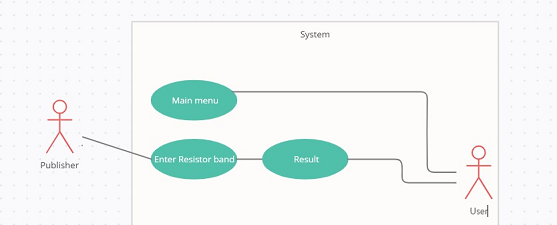 System
Main menu
Enter Resistor band
Result
Publisher
User